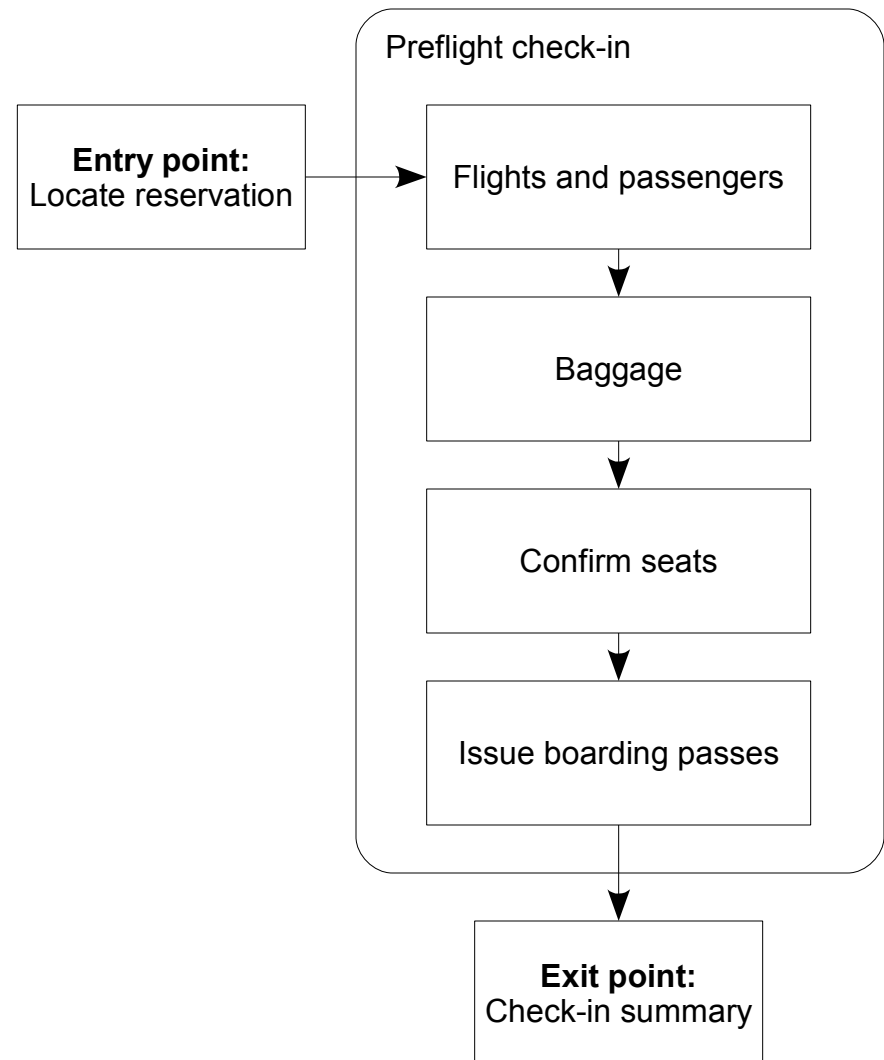 Preflight check-in
Entry point:
Locate reservation
Flights and passengers
Baggage
Confirm seats
Issue boarding passes
Exit point:
Check-in summary